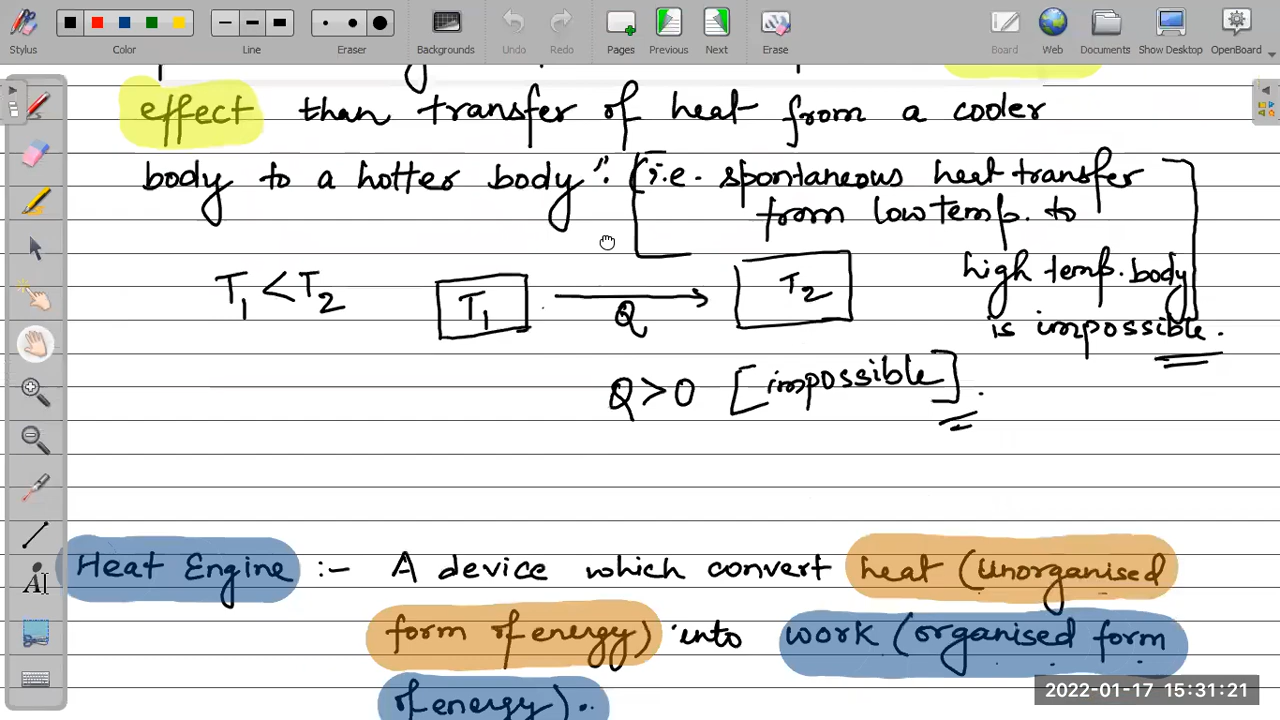 Stylus Color Line Eraser Backgrounds Undo Redo Pages Previous Next Erase Board Web Documents Show Desktop OpenBoard
effect than transfer of heat from a cooler
body to a hotter body". (i.e. spontaneous heat transfer
from low temp. to
high temp. body
is impossible.
T1 < T2 T1 Q T2
Q > 0 [impossible].
Heat Engine :- A device which convert heat (Unorganised
form of energy) into work (organised form
of energy).
2022-01-17 15:31:21